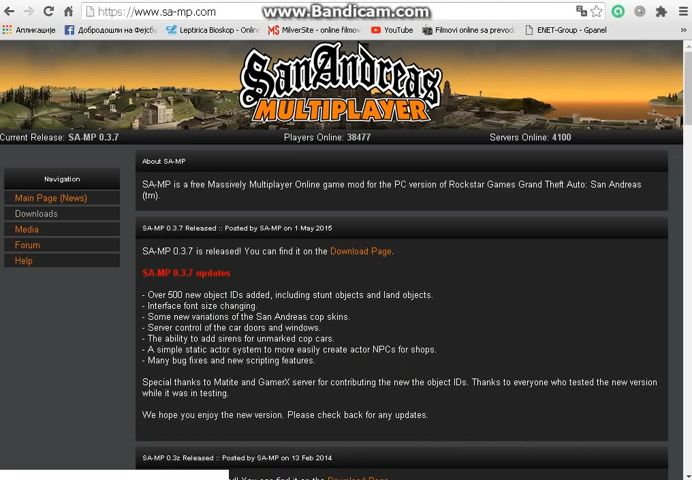 https://www.sa-mp.com
www.Bandicam.com
Апликације
Добродошли на Фејсбу
Leptirica Bioskop - Onlin
MilverSite - online filmov
YouTube
Filmovi online sa prevod
ENET-Group - Gpanel
San Andreas
MULTIPLAYER
Current Release: SA-MP 0.3.7
Players Online: 38477
Servers Online: 4100
Navigation
Main Page (News)
Downloads
Media
Forum
Help
About SA-MP
SA-MP is a free Massively Multiplayer Online game mod for the PC version of Rockstar Games Grand Theft Auto: San Andreas
(tm).
SA-MP 0.3.7 Released :: Posted by SA-MP on 1 May 2015
SA-MP 0.3.7 is released! You can find it on the Download Page.
SA-MP 0.3.7 updates
- Over 500 new object IDs added, including stunt objects and land objects.
- Interface font size changing.
- Some new variations of the San Andreas cop skins.
- Server control of the car doors and windows.
- The ability to add sirens for unmarked cop cars.
- A simple static actor system to more easily create actor NPCs for shops.
- Many bug fixes and new scripting features.
Special thanks to Matite and GamerX server for contributing the new the object IDs. Thanks to everyone who tested the new version
while it was in testing.
We hope you enjoy the new version. Please check back for any updates.
SA-MP 0.3z Released :: Posted by SA-MP on 13 Feb 2014
d! You can find it on the Download Page.